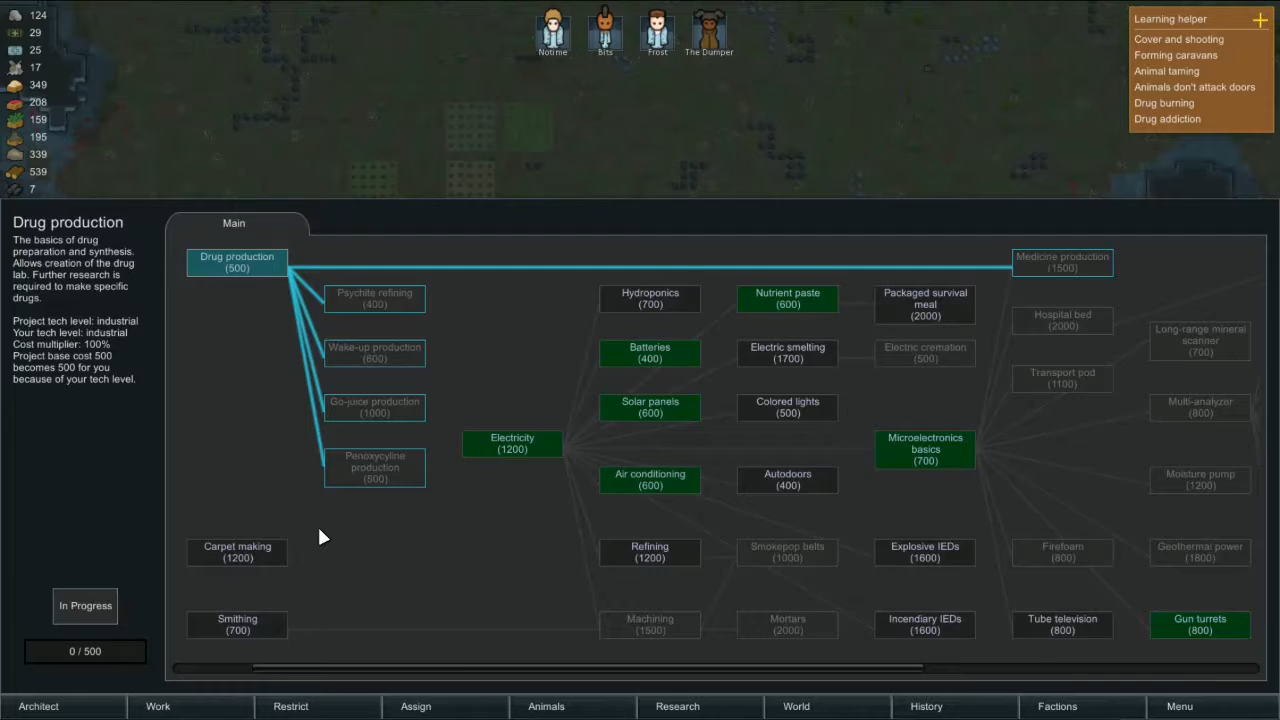 124
29
25
17
349
208
159
195
339
539
7
Notime
Bits
Frost
The Dumper
Learning helper
Cover and shooting
Forming caravans
Animal taming
Animals don't attack doors
Drug burning
Drug addiction
Drug production
The basics of drug
preparation and synthesis.
Allows creation of the drug
lab. Further research is
required to make specific
drugs.
Project tech level: industrial
Your tech level: industrial
Cost multiplier: 100%
Project base cost 500
becomes 500 for you
because of your tech level.
In Progress
0 / 500
Main
Drug production
(500)
Psychite refining
(400)
Wake-up production
(600)
Go-juice production
(1000)
Penoxycyline
production
(500)
Carpet making
(1200)
Smithing
(700)
Electricity
(1200)
Hydroponics
(700)
Batteries
(400)
Solar panels
(600)
Air conditioning
(600)
Refining
(1200)
Machining
(1500)
Nutrient paste
(600)
Electric smelting
(1700)
Colored lights
(500)
Autodoors
(400)
Smokepop belts
(1000)
Mortars
(2000)
Packaged survival
meal
(2000)
Electric cremation
(500)
Microelectronics
basics
(700)
Explosive IEDs
(1600)
Incendiary IEDs
(1600)
Medicine production
(1500)
Hospital bed
(2000)
Transport pod
(1100)
Firefoam
(800)
Tube television
(800)
Long-range mineral
scanner
(700)
Multi-analyzer
(800)
Moisture pump
(1200)
Geothermal power
(1800)
Gun turrets
(800)
Architect
Work
Restrict
Assign
Animals
Research
World
History
Factions
Menu